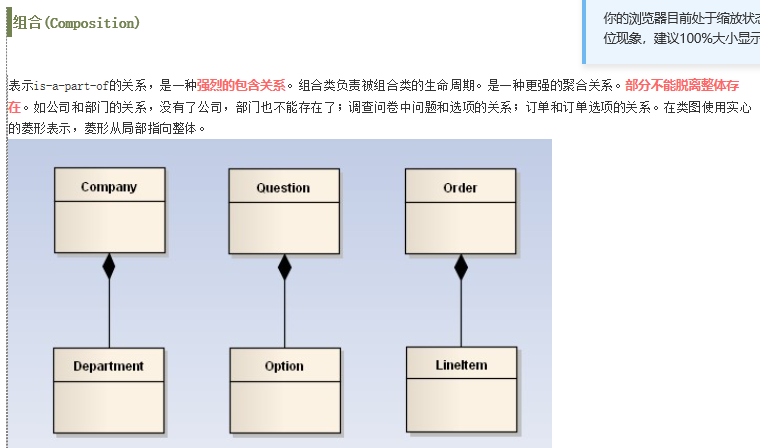 组合(Composition)
你的浏览器目前处于缩放状态
位现象，建议100%大小显示
表示is-a-part-of的关系，是一种强烈的包含关系。组合类负责被组合类的生命周期。是一种更强的聚合关系。部分不能脱离整体存
在。如公司和部门的关系，没有了公司，部门也不能存在了；调查问卷中问题和选项的关系；订单和订单选项的关系。在类图使用实心
的菱形表示，菱形从局部指向整体。
Company
Question
Order
Department
Option
LineItem